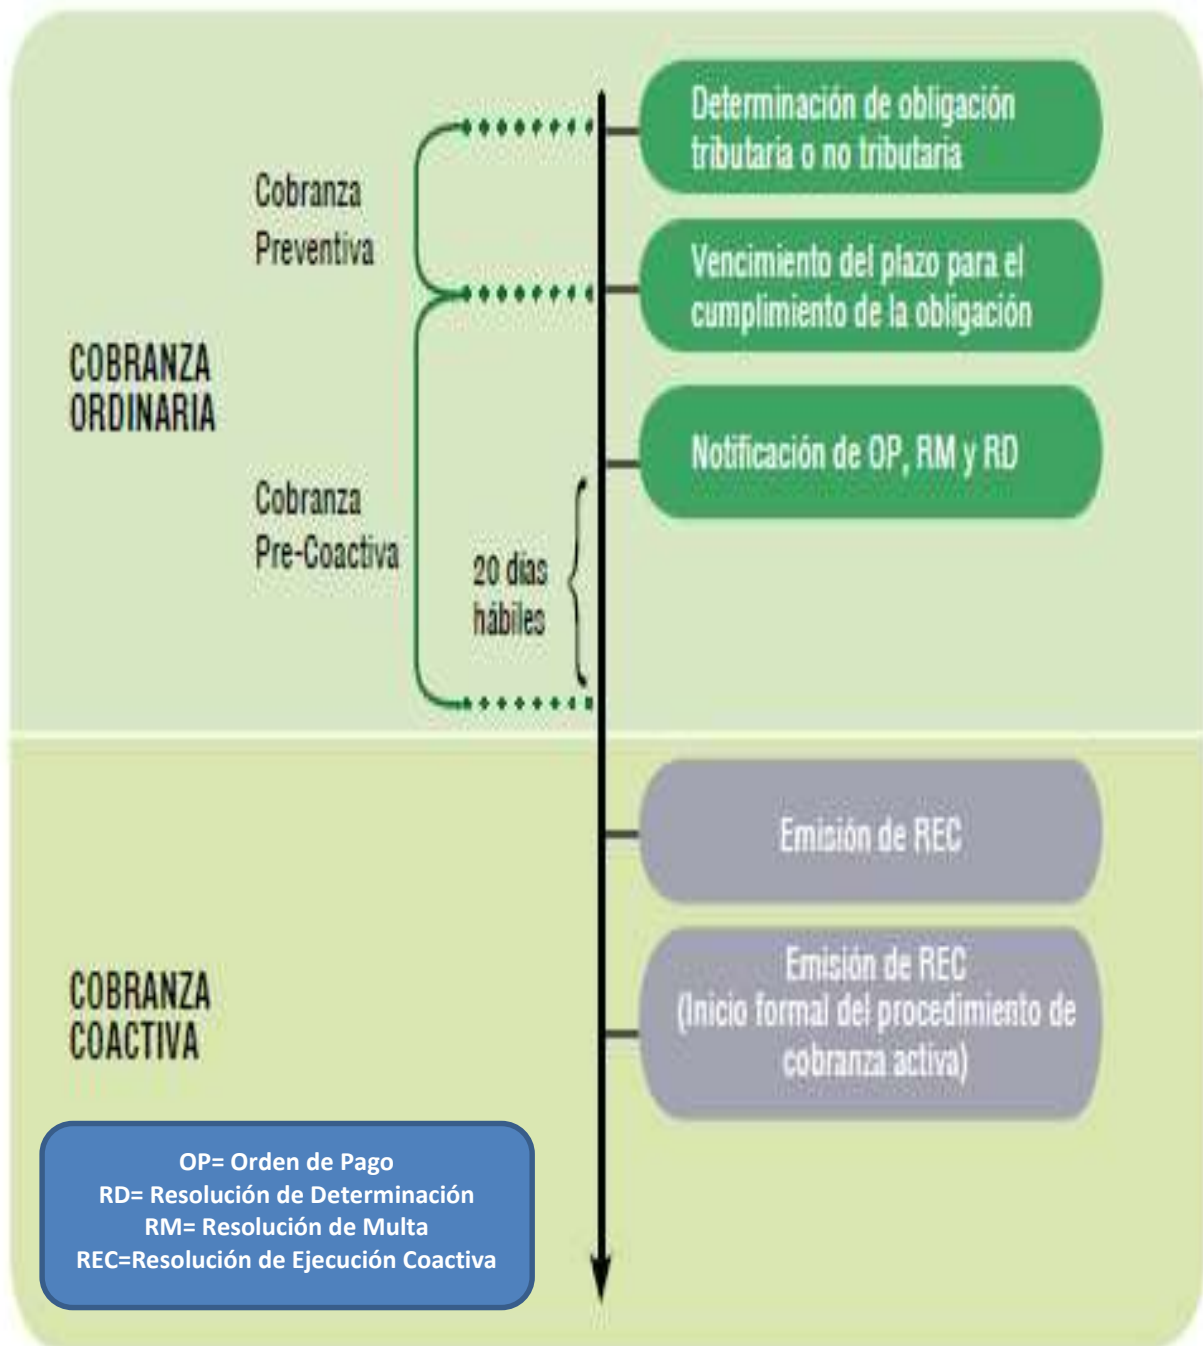 Determinación de obligación
tributaria o no tributaria
Cobranza
Preventiva
Vencimiento del plazo para el
cumplimiento de la obligación
COBRANZA
ORDINARIA
Notificación de OP, RM y RD
Cobranza
Pre-Coactiva
20 días
hábiles
Emisión de REC
Emisión de REC
(Inicio formal del procedimiento de
cobranza activa)
COBRANZA
COACTIVA
OP= Orden de Pago
RD= Resolución de Determinación
RM= Resolución de Multa
REC=Resolución de Ejecución Coactiva